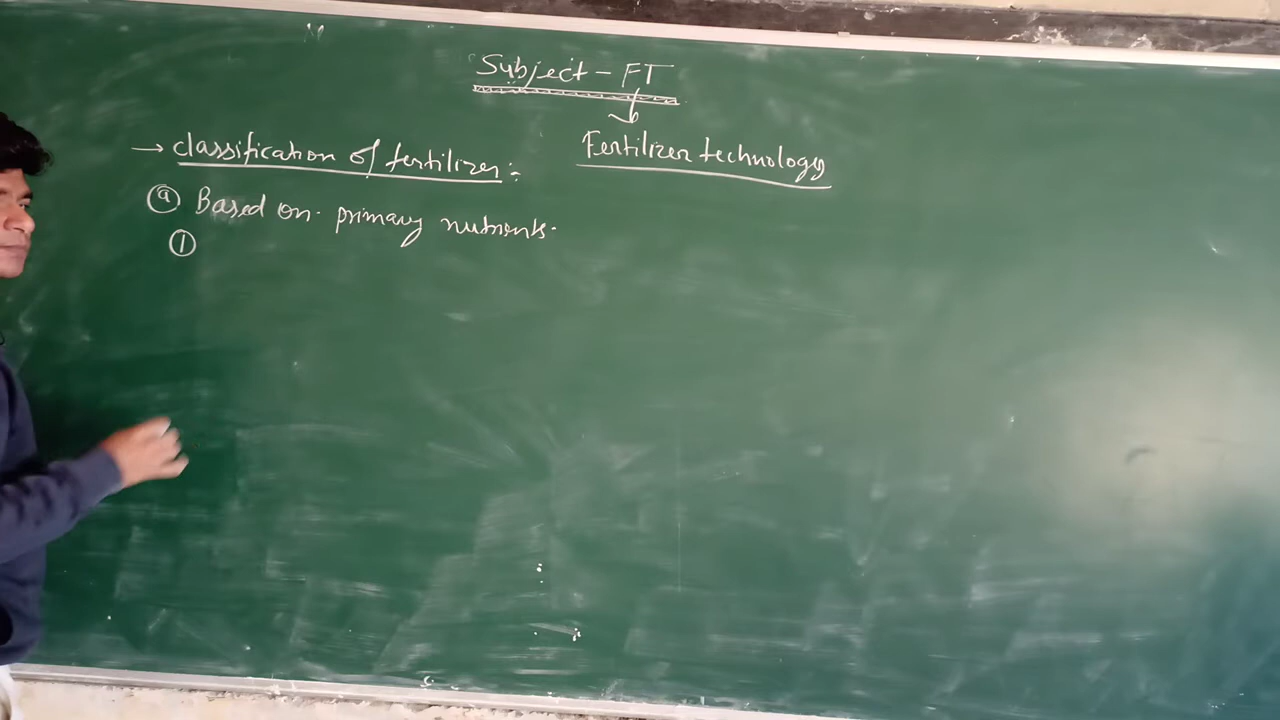 Subject - FT
Fertilizer technology
→ classification of fertilizer :-
ⓐ Based on primary nutrients.
①